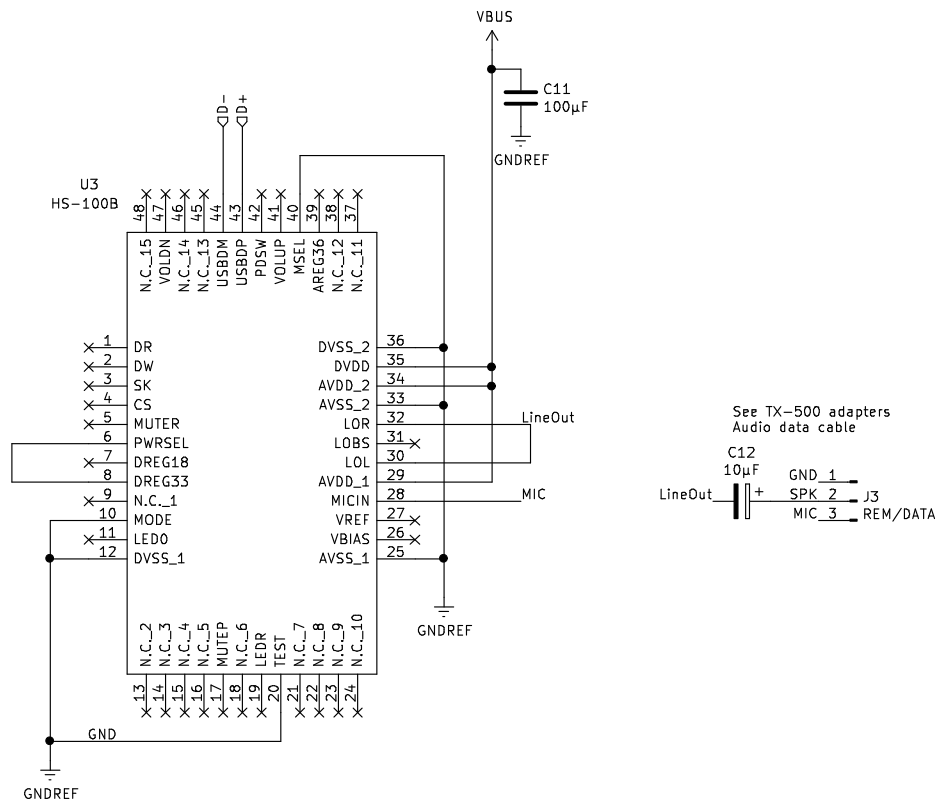 VBUS
C11
100µF
GNDREF
D-
D+
U3
HS-100B
48
47
46
45
44
43
42
41
40
39
38
37
N.C._15
VOLDN
N.C._14
N.C._13
USBDM
USBDP
PDSW
VOLUP
MSEL
AREG36
N.C._12
N.C._11
1 DR
2 DW
3 SK
4 CS
5 MUTER
6 PWRSEL
7 DREG18
8 DREG33
9 N.C._1
10 MODE
11 LEDO
12 DVSS_1
DVSS_2 36
DVDD 35
AVDD_2 34
AVSS_2 33
LOR 32 LineOut
LOBS 31
LOL 30
AVDD_1 29
MICIN 28 MIC
VREF 27
VBIAS 26
AVSS_1 25
GNDREF
N.C._2
N.C._3
N.C._4
N.C._5
MUTEP
N.C._6
LEDR
TEST
N.C._7
N.C._8
N.C._9
N.C._10
13
14
15
16
17
18
19
20
21
22
23
24
GND
GNDREF
See TX-500 adapters
Audio data cable
C12
10µF
LineOut
+
GND 1
SPK 2
MIC 3
J3
REM/DATA